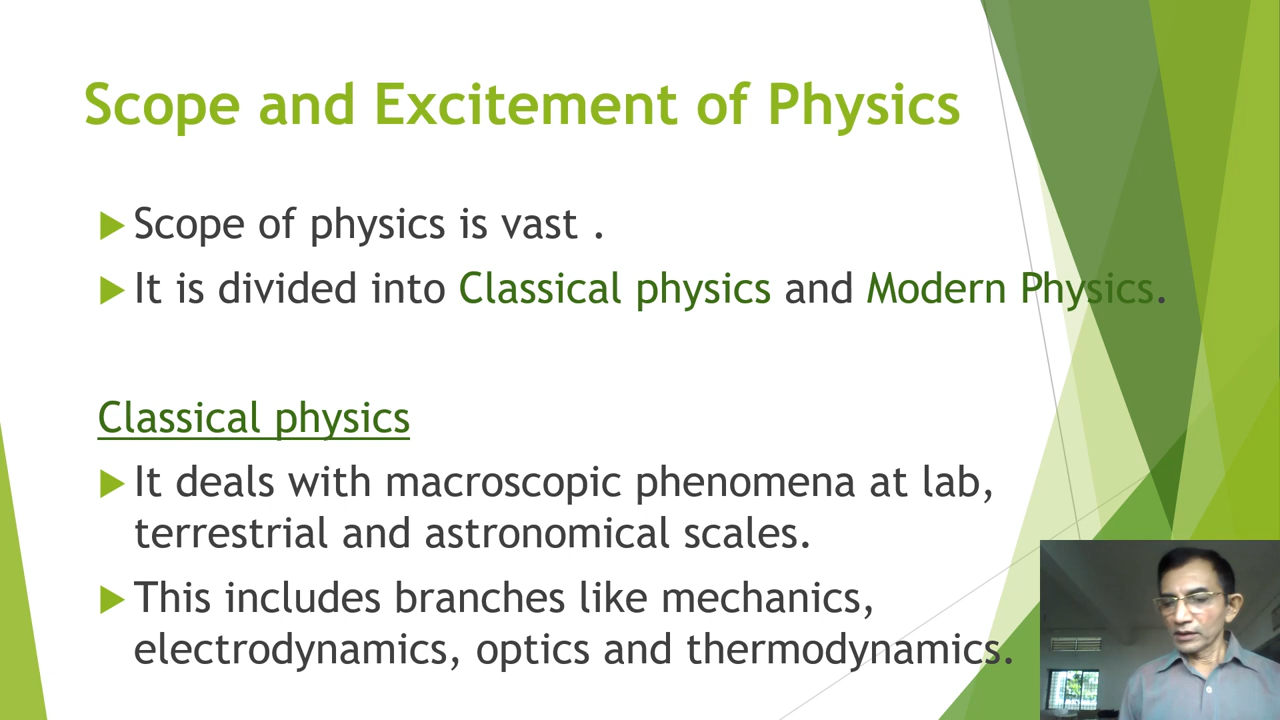 Scope and Excitement of Physics
Scope of physics is vast .
It is divided into Classical physics and Modern Physics.
Classical physics
It deals with macroscopic phenomena at lab,
terrestrial and astronomical scales.
This includes branches like mechanics,
electrodynamics, optics and thermodynamics.